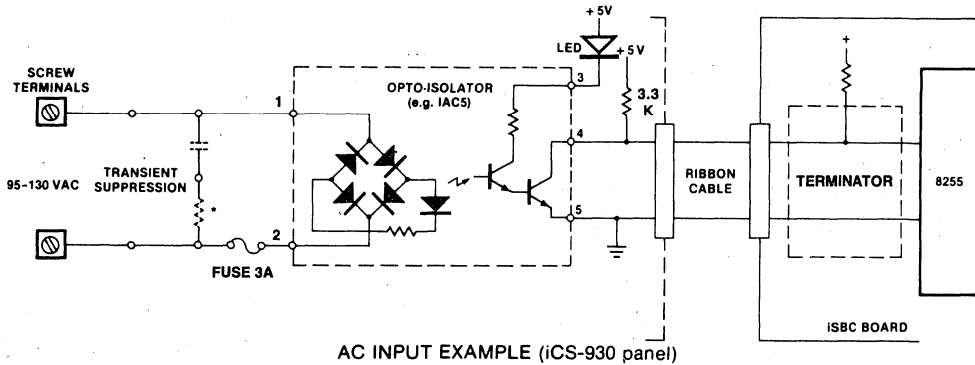 + 5V
LED
+ 5V
SCREW
TERMINALS
OPTO-ISOLATOR
(e.g. IAC5)
3
1
3.3
K
4
+
95-130 VAC
TRANSIENT
SUPPRESSION
*
RIBBON
CABLE
TERMINATOR
8255
5
2
FUSE 3A
iSBC BOARD
AC INPUT EXAMPLE (iCS-930 panel)